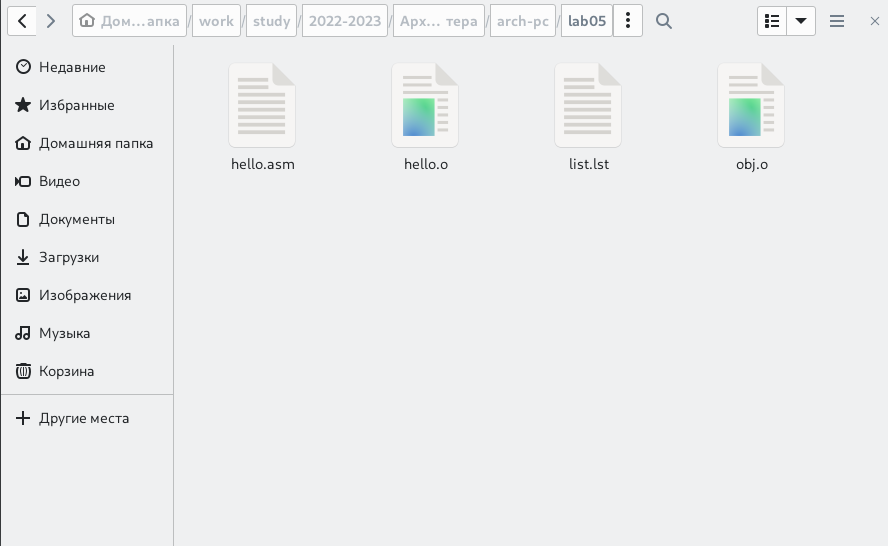 Дом…апка / work / study / 2022-2023 / Арх… тера / arch-pc / lab05
Недавние
Избранные
Домашняя папка
Видео
Документы
Загрузки
Изображения
Музыка
Корзина
Другие места
hello.asm hello.o list.lst obj.o